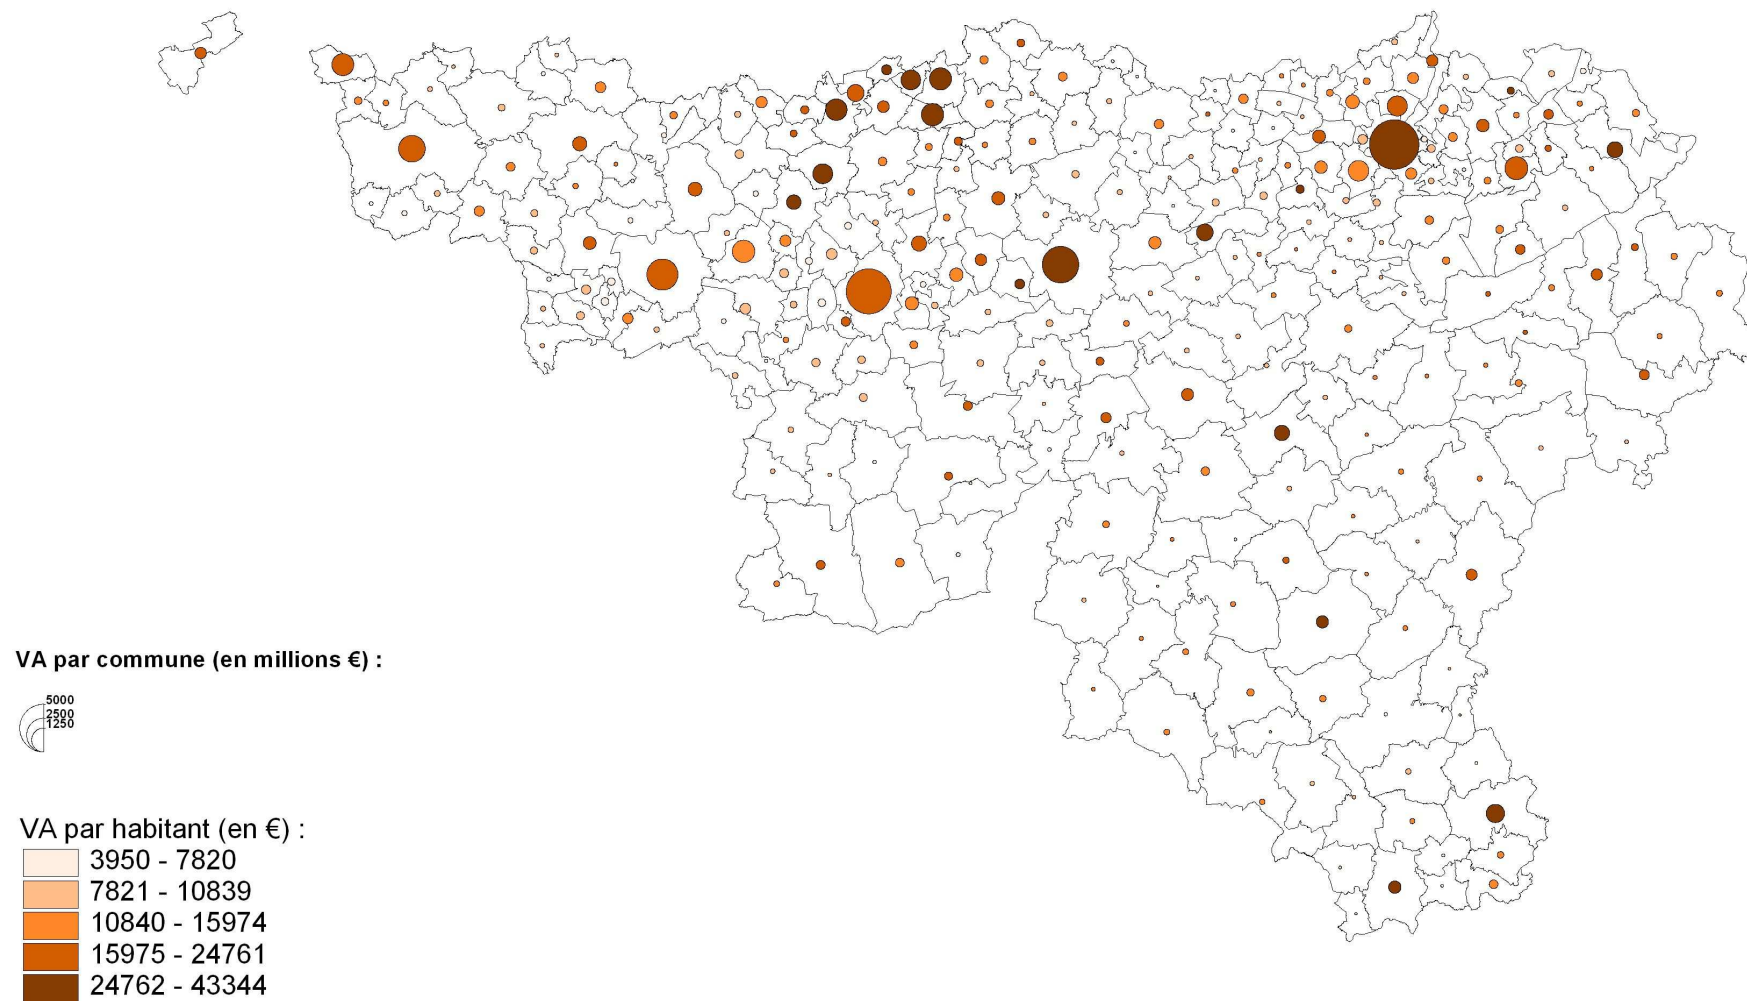 VA par commune (en millions €) :
5000
2500
1250
VA par habitant (en €) :
3950 - 7820
7821 - 10839
10840 - 15974
15975 - 24761
24762 - 43344